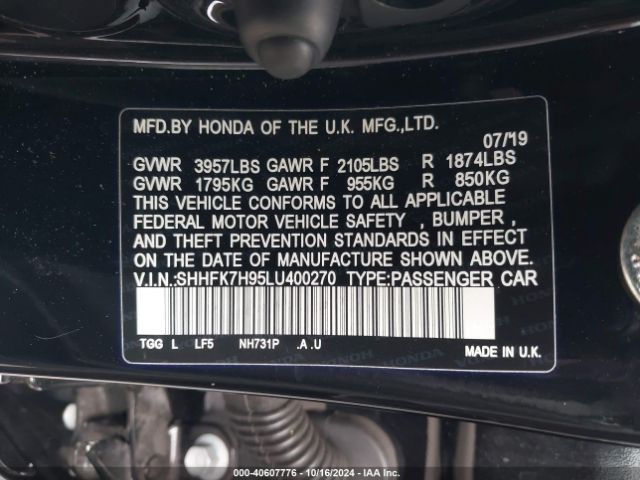 MFD.BY HONDA OF THE U.K. MFG.,LTD.
07/'19
GVWR 3957LBS GAWR F 2105LBS R 1874LBS
GVWR 1795KG GAWR F 955KG R 850KG
THIS VEHICLE CONFORMS TO ALL APPLICABLE
FEDERAL MOTOR VEHICLE SAFETY , BUMPER ,
AND THEFT PREVENTION STANDARDS IN EFFECT
ON THE DATE OF MANUFACTURE SHOWN ABOVE.
V.I.N.:SHHFK7H95LU400270 TYPE:PASSENGER CAR
TGG L LF5 NH731P .A.U
MADE IN U.K.
000-40607776 | 10/16/2024 | IAA Inc.